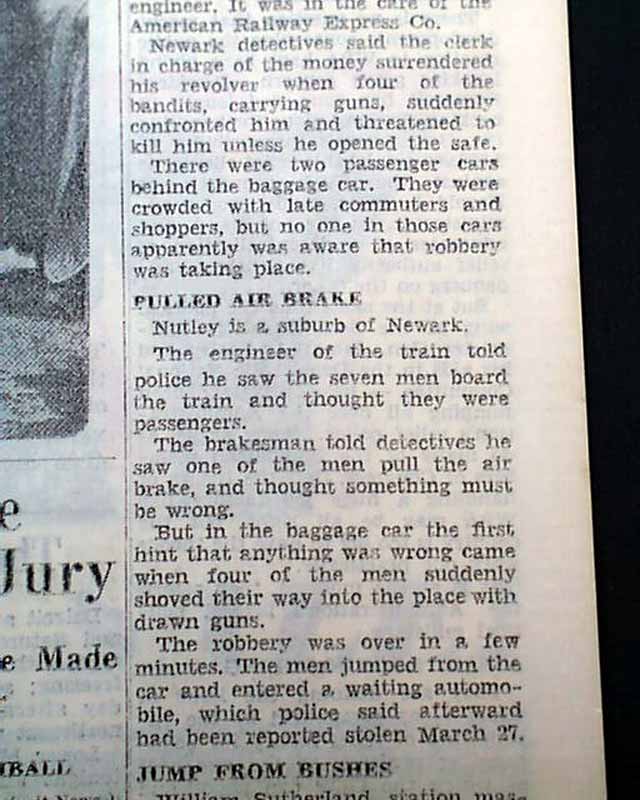 engineer. It was in the care of the
American Railway Express Co.
Newark detectives said the clerk
in charge of the money surrendered
his revolver when four of the
bandits, carrying guns, suddenly
confronted him and threatened to
kill him unless he opened the safe.
There were two passenger cars
behind the baggage car. They were
crowded with late commuters and
shoppers, but no one in those cars
apparently was aware that robbery
was taking place.
PULLED AIR BRAKE
Nutley is a suburb of Newark.
The engineer of the train told
police he saw the seven men board
the train and thought they were
passengers.
The brakesman told detectives he
saw one of the men pull the air
brake, and thought something must
be wrong.
But in the baggage car the first
hint that anything was wrong came
when four of the men suddenly
shoved their way into the place with
drawn guns.
The robbery was over in a few
minutes. The men jumped from the
car and entered a waiting automo-
bile, which police said afterward
had been reported stolen March 27.
JUMP FROM BUSHES
William Sutherland, station mas-
e
Jury
e Made